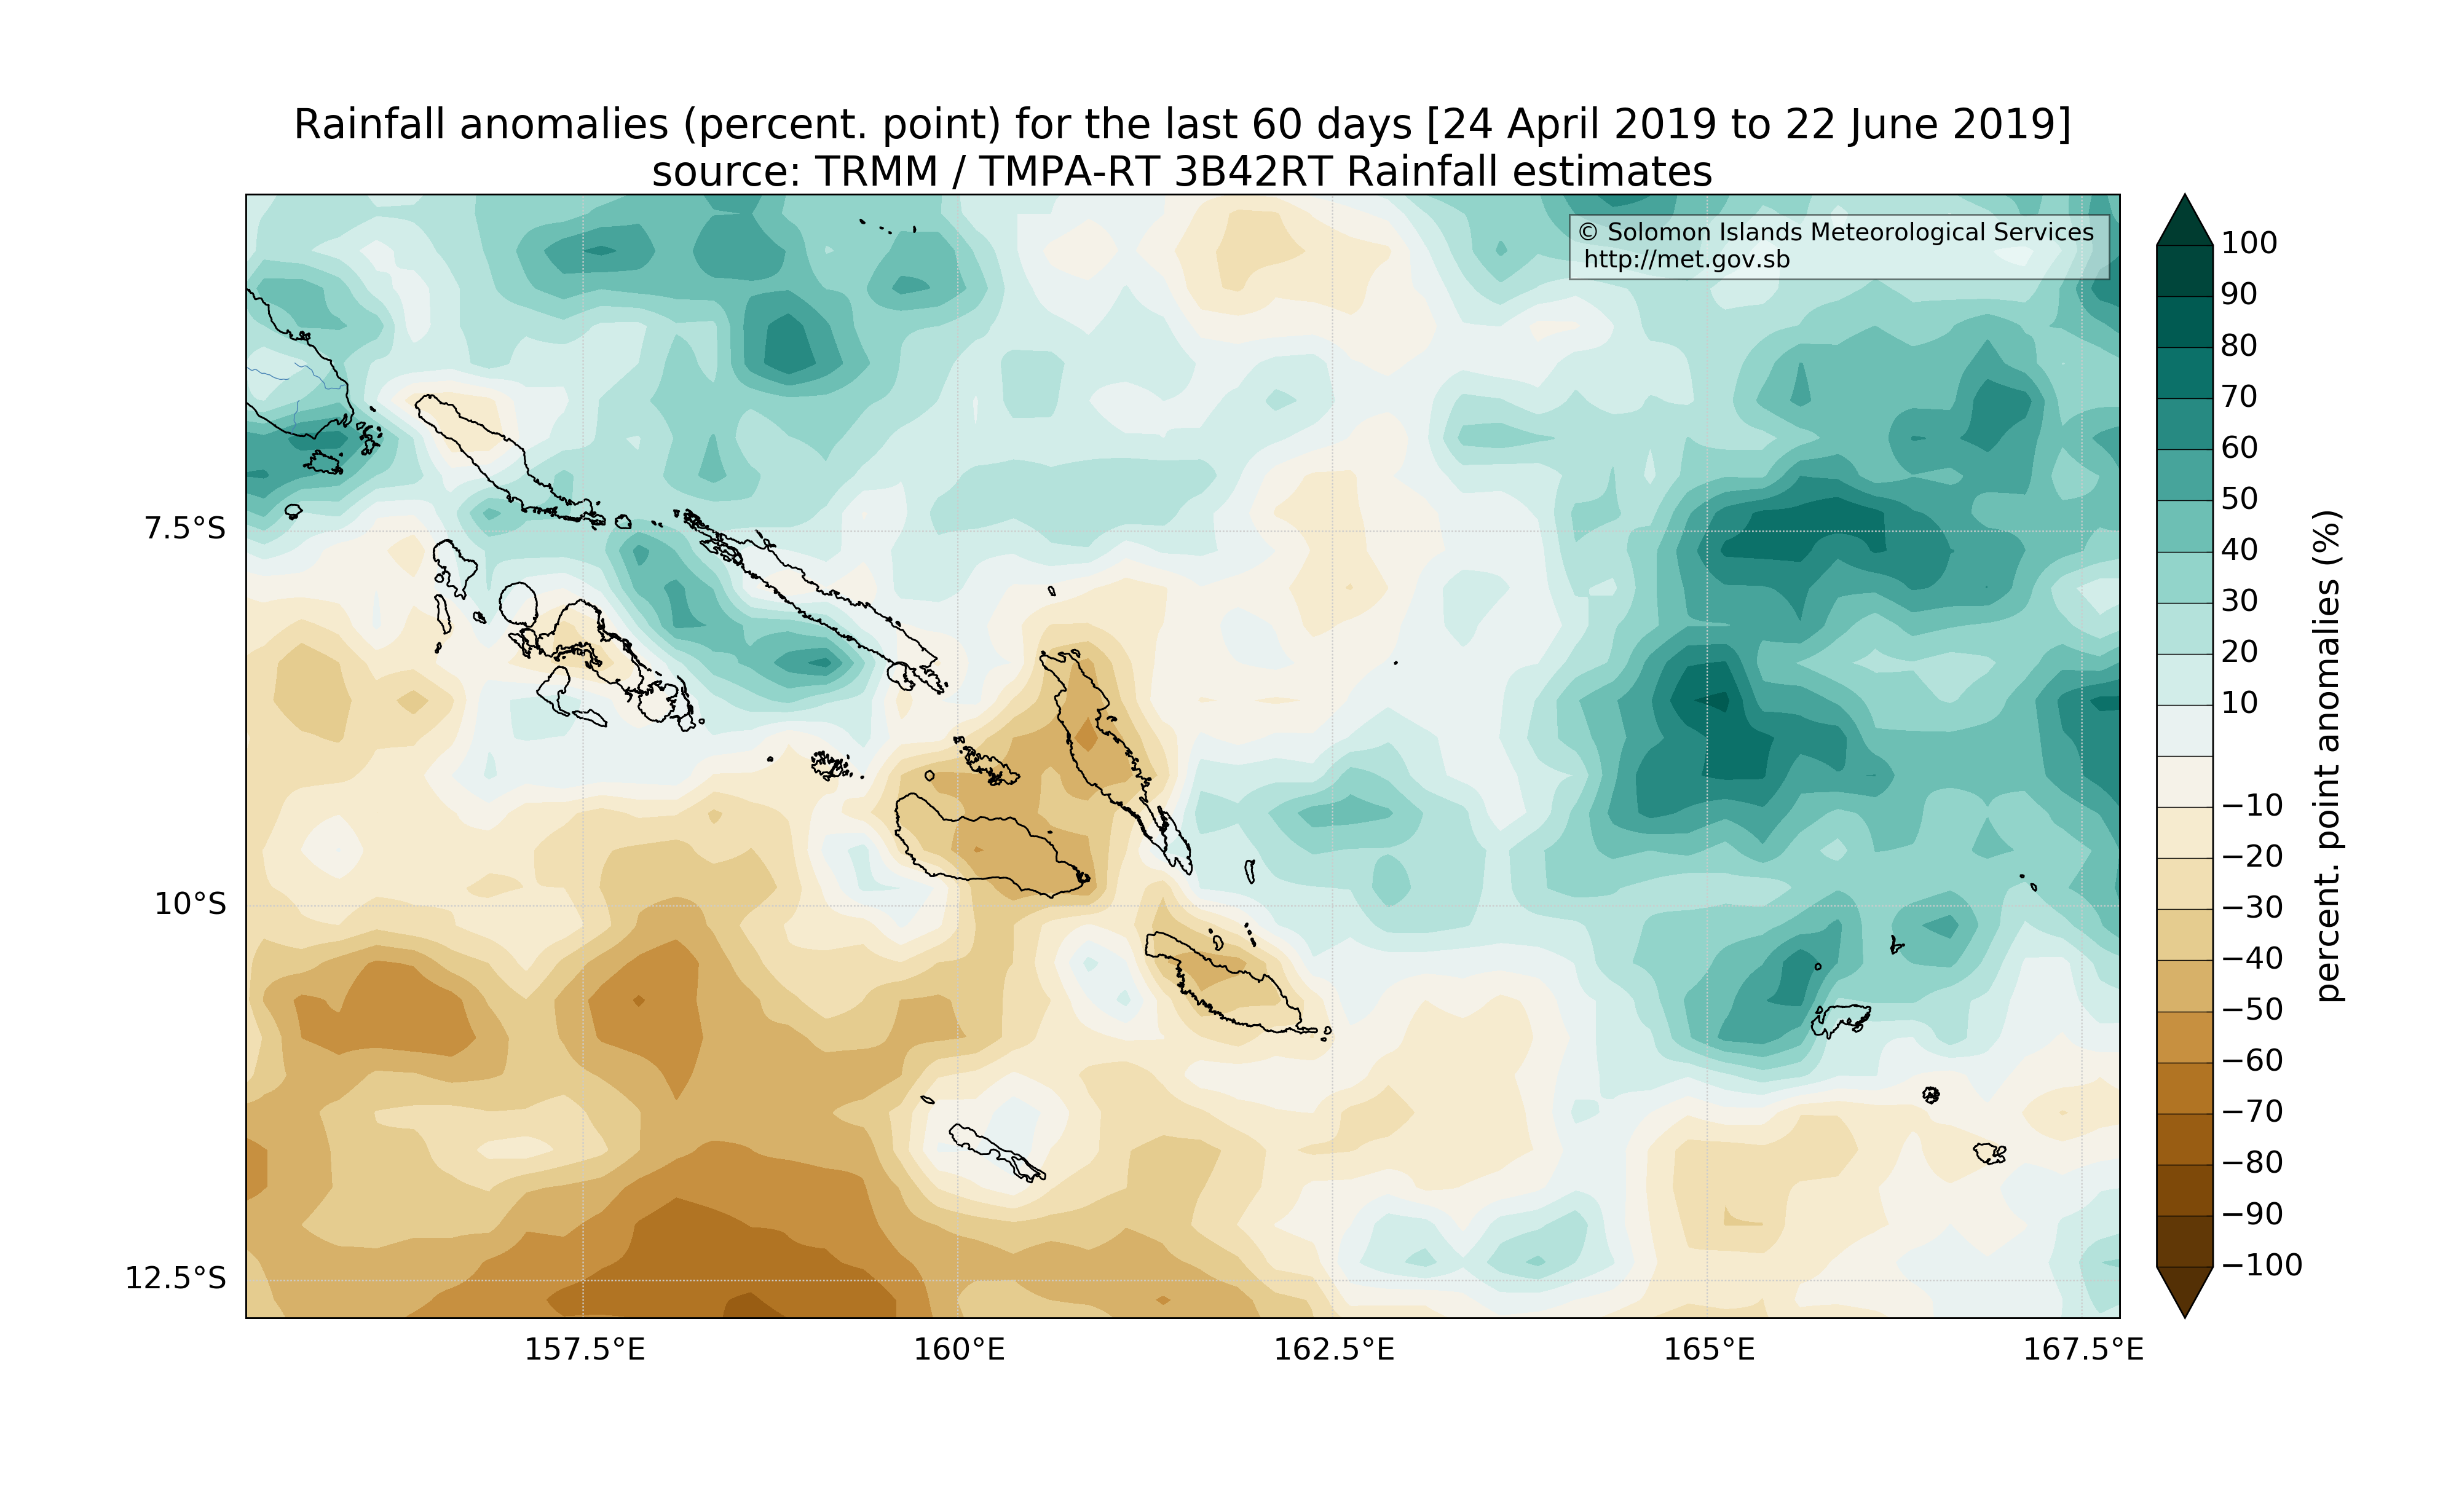 Rainfall anomalies (percent. point) for the last 60 days [24 April 2019 to 22 June 2019]
source: TRMM / TMPA-RT 3B42RT Rainfall estimates
© Solomon Islands Meteorological Services
http://met.gov.sb
7.5°S
10°S
12.5°S
157.5°E
160°E
162.5°E
165°E
167.5°E
100
90
80
70
60
50
40
30
20
10
−10
−20
−30
−40
−50
−60
−70
−80
−90
−100
percent. point anomalies (%)